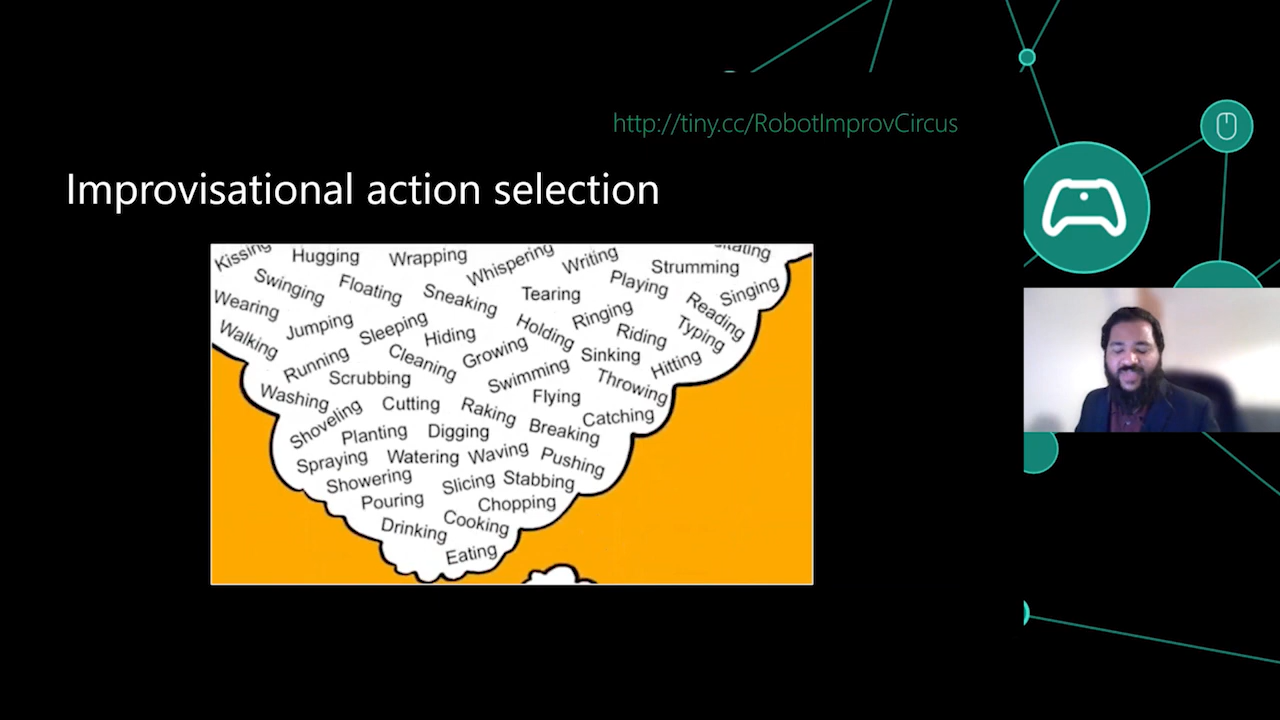 http://tiny.cc/RobotImprovCircus
Improvisational action selection
Kissing Hugging Wrapping Whispering Writing
Swinging Floating Sneaking Tearing Playing Strumming
Wearing Jumping Sleeping Hiding Holding Ringing Reading Singing
Walking Running Cleaning Growing Riding Typing
Scrubbing Swimming Sinking Hitting
Washing Cutting Raking Flying Throwing
Shoveling Planting Digging Breaking Catching
Spraying Watering Waving Pushing
Showering Slicing Stabbing
Pouring Chopping
Drinking Cooking
Eating